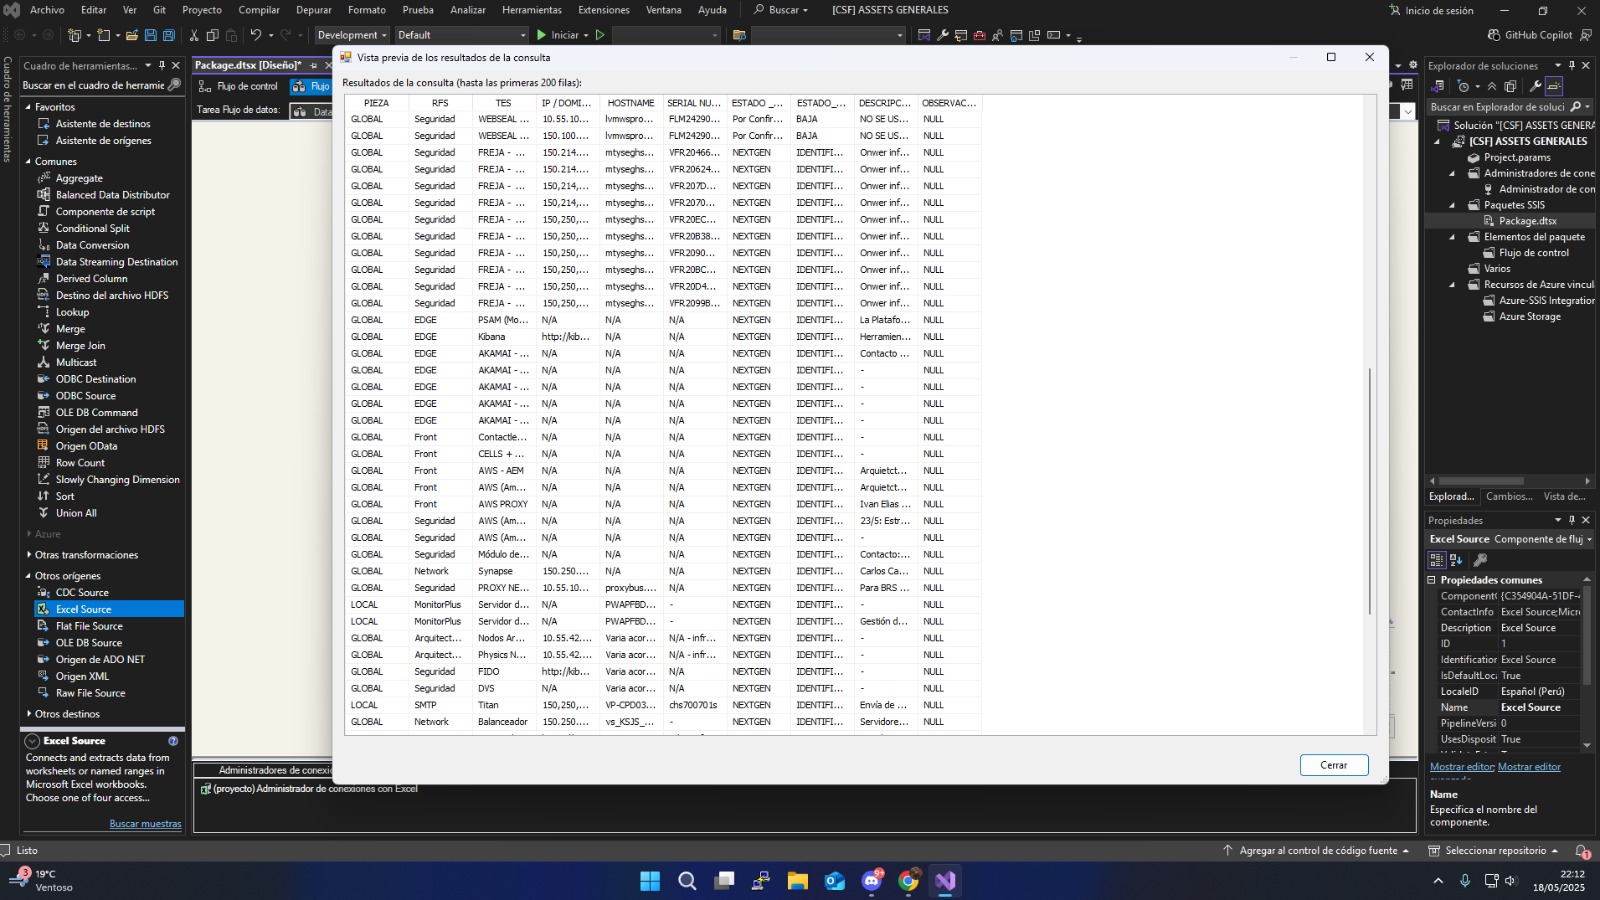 Archivo Editar Ver Git Proyecto Compilar Depurar Formato Prueba Analizar Herramientas Extensiones Ventana Ayuda Buscar [CSF] ASSETS GENERALES Inicio de sesión
Development Default Iniciar GitHub Copilot
Cuadro de herramientas
Cuadro de herramientas...
Buscar en el cuadro de herramie
Favoritos
Asistente de destinos
Asistente de orígenes
Comunes
Aggregate
Balanced Data Distributor
Componente de script
Conditional Split
Data Conversion
Data Streaming Destination
Derived Column
Destino del archivo HDFS
Lookup
Merge
Merge Join
Multicast
ODBC Destination
ODBC Source
OLE DB Command
Origen del archivo HDFS
Origen OData
Row Count
Slowly Changing Dimension
Sort
Union All
Azure
Otras transformaciones
Otros orígenes
CDC Source
Excel Source
Flat File Source
OLE DB Source
Origen de ADO NET
Origen XML
Raw File Source
Otros destinos
Excel Source
Connects and extracts data from
worksheets or named ranges in
Microsoft Excel workbooks.
Choose one of four access...
Buscar muestras
Package.dtsx [Diseño]*
Flujo de control Flujo
Tarea Flujo de datos: Data
Vista previa de los resultados de la consulta
Resultados de la consulta (hasta las primeras 200 filas):
PIEZA RFS TES IP / DOMI... HOSTNAME SERIAL NU... ESTADO _... ESTADO_... DESCRIPC... OBSERVAC...
GLOBAL Seguridad WEBSEAL ... 10.55.10... lvmwspro... FLM24290... Por Confir... BAJA NO SE US... NULL
GLOBAL Seguridad WEBSEAL ... 150.100.... lvmwspro... FLM24290... Por Confir... BAJA NO SE US... NULL
GLOBAL Seguridad FREJA - ... 150.214.... mtyseghs... VFR20466... NEXTGEN IDENTIFI... Onwer inf... NULL
GLOBAL Seguridad FREJA - ... 150.214.... mtyseghs... VFR20624... NEXTGEN IDENTIFI... Onwer inf... NULL
GLOBAL Seguridad FREJA - ... 150,214,... mtyseghs... VFR207D... NEXTGEN IDENTIFI... Onwer inf... NULL
GLOBAL Seguridad FREJA - ... 150,214,... mtyseghs... VFR2070... NEXTGEN IDENTIFI... Onwer inf... NULL
GLOBAL Seguridad FREJA - ... 150,250,... mtyseghs... VFR20EC... NEXTGEN IDENTIFI... Onwer inf... NULL
GLOBAL Seguridad FREJA - ... 150,250,... mtyseghs... VFR20B38... NEXTGEN IDENTIFI... Onwer inf... NULL
GLOBAL Seguridad FREJA - ... 150,250,... mtyseghs... VFR2090... NEXTGEN IDENTIFI... Onwer inf... NULL
GLOBAL Seguridad FREJA - ... 150,250,... mtyseghs... VFR20BC... NEXTGEN IDENTIFI... Onwer inf... NULL
GLOBAL Seguridad FREJA - ... 150,250,... mtyseghs... VFR20D4... NEXTGEN IDENTIFI... Onwer inf... NULL
GLOBAL Seguridad FREJA - ... 150,250,... mtyseghs... VFR2099B... NEXTGEN IDENTIFI... Onwer inf... NULL
GLOBAL EDGE PSAM (Mo... N/A N/A N/A NEXTGEN IDENTIFI... La Platafo... NULL
GLOBAL EDGE Kibana http://kib... N/A N/A NEXTGEN IDENTIFI... Herramien... NULL
GLOBAL EDGE AKAMAI - ... N/A N/A N/A NEXTGEN IDENTIFI... Contacto ... NULL
GLOBAL EDGE AKAMAI - ... N/A N/A N/A NEXTGEN IDENTIFI... - NULL
GLOBAL EDGE AKAMAI - ... N/A N/A N/A NEXTGEN IDENTIFI... - NULL
GLOBAL EDGE AKAMAI - ... N/A N/A N/A NEXTGEN IDENTIFI... - NULL
GLOBAL EDGE AKAMAI - ... N/A N/A N/A NEXTGEN IDENTIFI... - NULL
GLOBAL Front Contactle... N/A N/A N/A NEXTGEN IDENTIFI... - NULL
GLOBAL Front CELLS + ... N/A N/A N/A NEXTGEN IDENTIFI... - NULL
GLOBAL Front AWS - AEM N/A N/A N/A NEXTGEN IDENTIFI... Arquietct... NULL
GLOBAL Front AWS (Am... N/A N/A N/A NEXTGEN IDENTIFI... Arquietct... NULL
GLOBAL Front AWS PROXY N/A N/A N/A NEXTGEN IDENTIFI... Ivan Elias ... NULL
GLOBAL Seguridad AWS (Am... N/A N/A N/A NEXTGEN IDENTIFI... 23/5: Estr... NULL
GLOBAL Seguridad AWS (Am... N/A N/A N/A NEXTGEN IDENTIFI... - NULL
GLOBAL Seguridad Módulo de... N/A N/A N/A NEXTGEN IDENTIFI... Contacto:... NULL
GLOBAL Network Synapse 150.250.... N/A N/A NEXTGEN IDENTIFI... Carlos Ca... NULL
GLOBAL Seguridad PROXY NE... 10.55.10... proxybus.... N/A NEXTGEN IDENTIFI... Para BRS ... NULL
LOCAL MonitorPlus Servidor d... N/A PWAPFBD... - NEXTGEN IDENTIFI... - NULL
LOCAL MonitorPlus Servidor d... N/A PWAPFBD... - NEXTGEN IDENTIFI... Gestión d... NULL
GLOBAL Arquitect... Nodos Ar... 10.55.42.... Varia acor... N/A - infr... NEXTGEN IDENTIFI... - NULL
GLOBAL Arquitect... Physics N... 10.55.42.... Varia acor... N/A - infr... NEXTGEN IDENTIFI... - NULL
GLOBAL Seguridad FIDO http://kib... Varia acor... N/A NEXTGEN IDENTIFI... - NULL
GLOBAL Seguridad DVS N/A Varia acor... N/A NEXTGEN IDENTIFI... - NULL
LOCAL SMTP Titan 150,250,... VP-CPD03... chs700701s NEXTGEN IDENTIFI... Envía de ... NULL
GLOBAL Network Balanceador 150.250.... vs_KSJS_... - NEXTGEN IDENTIFI... Servidore... NULL
Cerrar
Administradores de conexi
(proyecto) Administrador de conexiones con Excel
Explorador de soluciones
Buscar en Explorador de soluci
Solución "[CSF] ASSETS GENERA
[CSF] ASSETS GENERALES
Project.params
Administradores de cone
Administrador de con
Paquetes SSIS
Package.dtsx
Elementos del paquete
Flujo de control
Varios
Recursos de Azure vincul
Azure-SSIS Integration
Azure Storage
Explorad... Cambios... Vista de...
Propiedades
Excel Source Componente de fluj
Propiedades comunes
Component {C354904A-51DF-4
ContactInfo Excel Source;Micr
Description Excel Source
ID 1
Identification Excel Source
IsDefaultLoca True
LocaleID Español (Perú)
Name Excel Source
PipelineVersi 0
UsesDisposit True
Mostrar editor; Mostrar editor
Name
Especifica el nombre del
componente.
Listo Agregar al control de código fuente Seleccionar repositorio 1
3 19°C
Ventoso
9+
22:12
18/05/2025